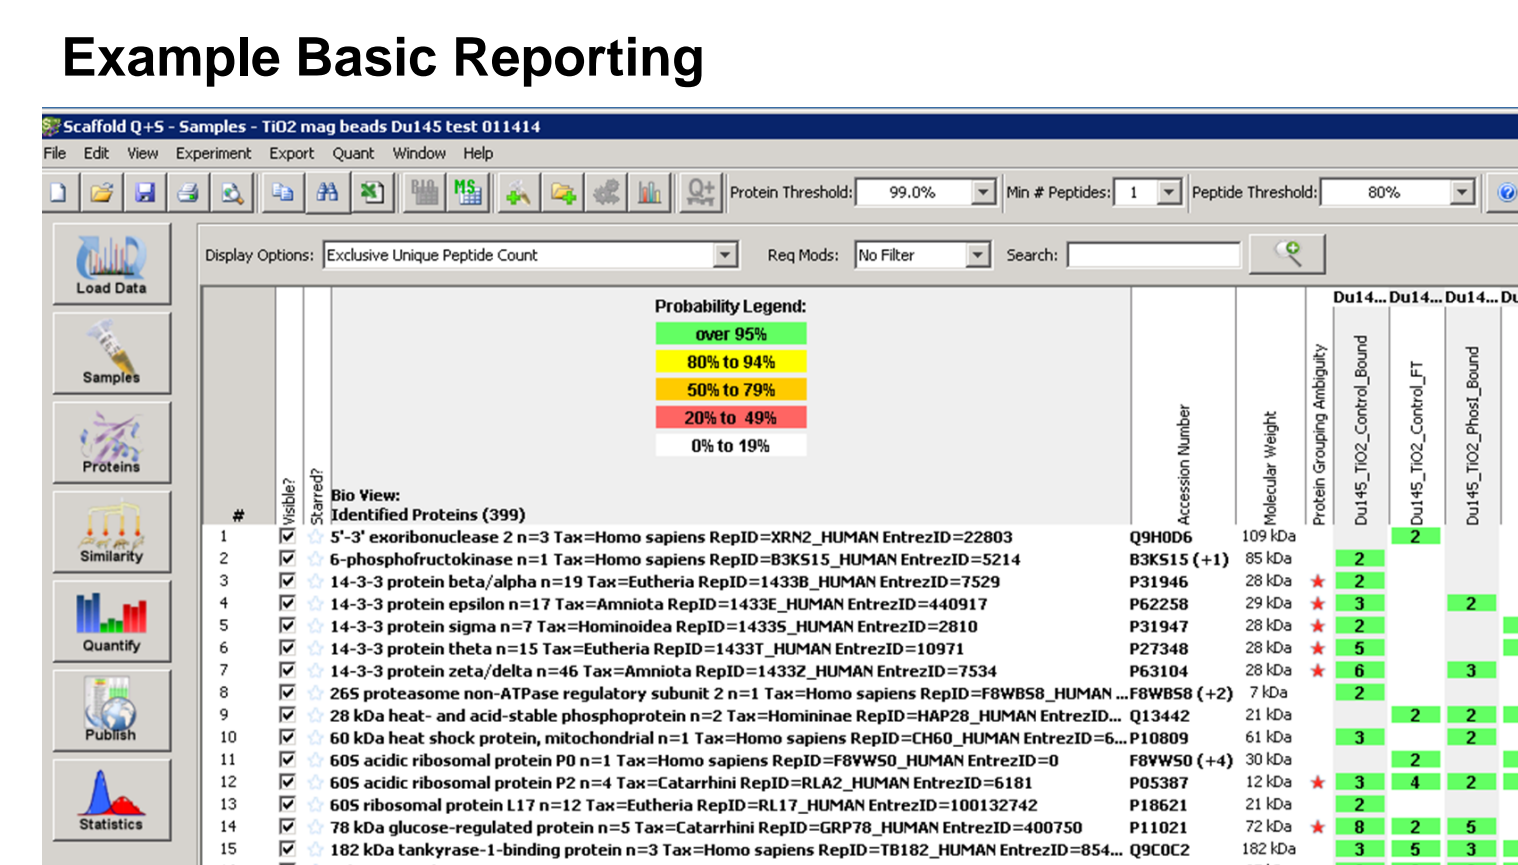 Example Basic Reporting
Scaffold Q+S - Samples - TiO2 mag beads Du145 test 011414
File Edit View Experiment Export Quant Window Help
BIO MS Q+ Protein Threshold: 99.0% Min # Peptides: 1 Peptide Threshold: 80%
Display Options: Exclusive Unique Peptide Count Req Mods: No Filter Search:
Load Data
Samples
Proteins
Similarity
Quantify
Publish
Statistics
Probability Legend:
over 95%
80% to 94%
50% to 79%
20% to 49%
0% to 19%
Bio View:
Identified Proteins (399)
#
Visible?
Starred?
Accession Number
Molecular Weight
Protein Grouping Ambiguity
Du14... Du14... Du14... Du
Du145_TiO2_Control_Bound
Du145_TiO2_Control_FT
Du145_TiO2_PhosI_Bound
1 5'-3' exoribonuclease 2 n=3 Tax=Homo sapiens RepID=XRN2_HUMAN EntrezID=22803 Q9H0D6 109 kDa 2
2 6-phosphofructokinase n=1 Tax=Homo sapiens RepID=B3KS15_HUMAN EntrezID=5214 B3KS15 (+1) 85 kDa 2
3 14-3-3 protein beta/alpha n=19 Tax=Eutheria RepID=1433B_HUMAN EntrezID=7529 P31946 28 kDa 2
4 14-3-3 protein epsilon n=17 Tax=Amniota RepID=1433E_HUMAN EntrezID=440917 P62258 29 kDa 3 2
5 14-3-3 protein sigma n=7 Tax=Hominoidea RepID=1433S_HUMAN EntrezID=2810 P31947 28 kDa 2
6 14-3-3 protein theta n=15 Tax=Eutheria RepID=1433T_HUMAN EntrezID=10971 P27348 28 kDa 5
7 14-3-3 protein zeta/delta n=46 Tax=Amniota RepID=1433Z_HUMAN EntrezID=7534 P63104 28 kDa 6 3
8 26S proteasome non-ATPase regulatory subunit 2 n=1 Tax=Homo sapiens RepID=F8WBS8_HUMAN ... F8WBS8 (+2) 7 kDa 2
9 28 kDa heat- and acid-stable phosphoprotein n=2 Tax=Homininae RepID=HAP28_HUMAN EntrezID... Q13442 21 kDa 2 2
10 60 kDa heat shock protein, mitochondrial n=1 Tax=Homo sapiens RepID=CH60_HUMAN EntrezID=6... P10809 61 kDa 3 2
11 60S acidic ribosomal protein P0 n=1 Tax=Homo sapiens RepID=F8VWS0_HUMAN EntrezID=0 F8VWS0 (+4) 30 kDa 2
12 60S acidic ribosomal protein P2 n=4 Tax=Catarrhini RepID=RLA2_HUMAN EntrezID=6181 P05387 12 kDa 3 4 2
13 60S ribosomal protein L17 n=12 Tax=Eutheria RepID=RL17_HUMAN EntrezID=100132742 P18621 21 kDa 2
14 78 kDa glucose-regulated protein n=5 Tax=Catarrhini RepID=GRP78_HUMAN EntrezID=400750 P11021 72 kDa 8 2 5
15 182 kDa tankyrase-1-binding protein n=3 Tax=Homo sapiens RepID=TB182_HUMAN EntrezID=854... Q9C0C2 182 kDa 3 5 3